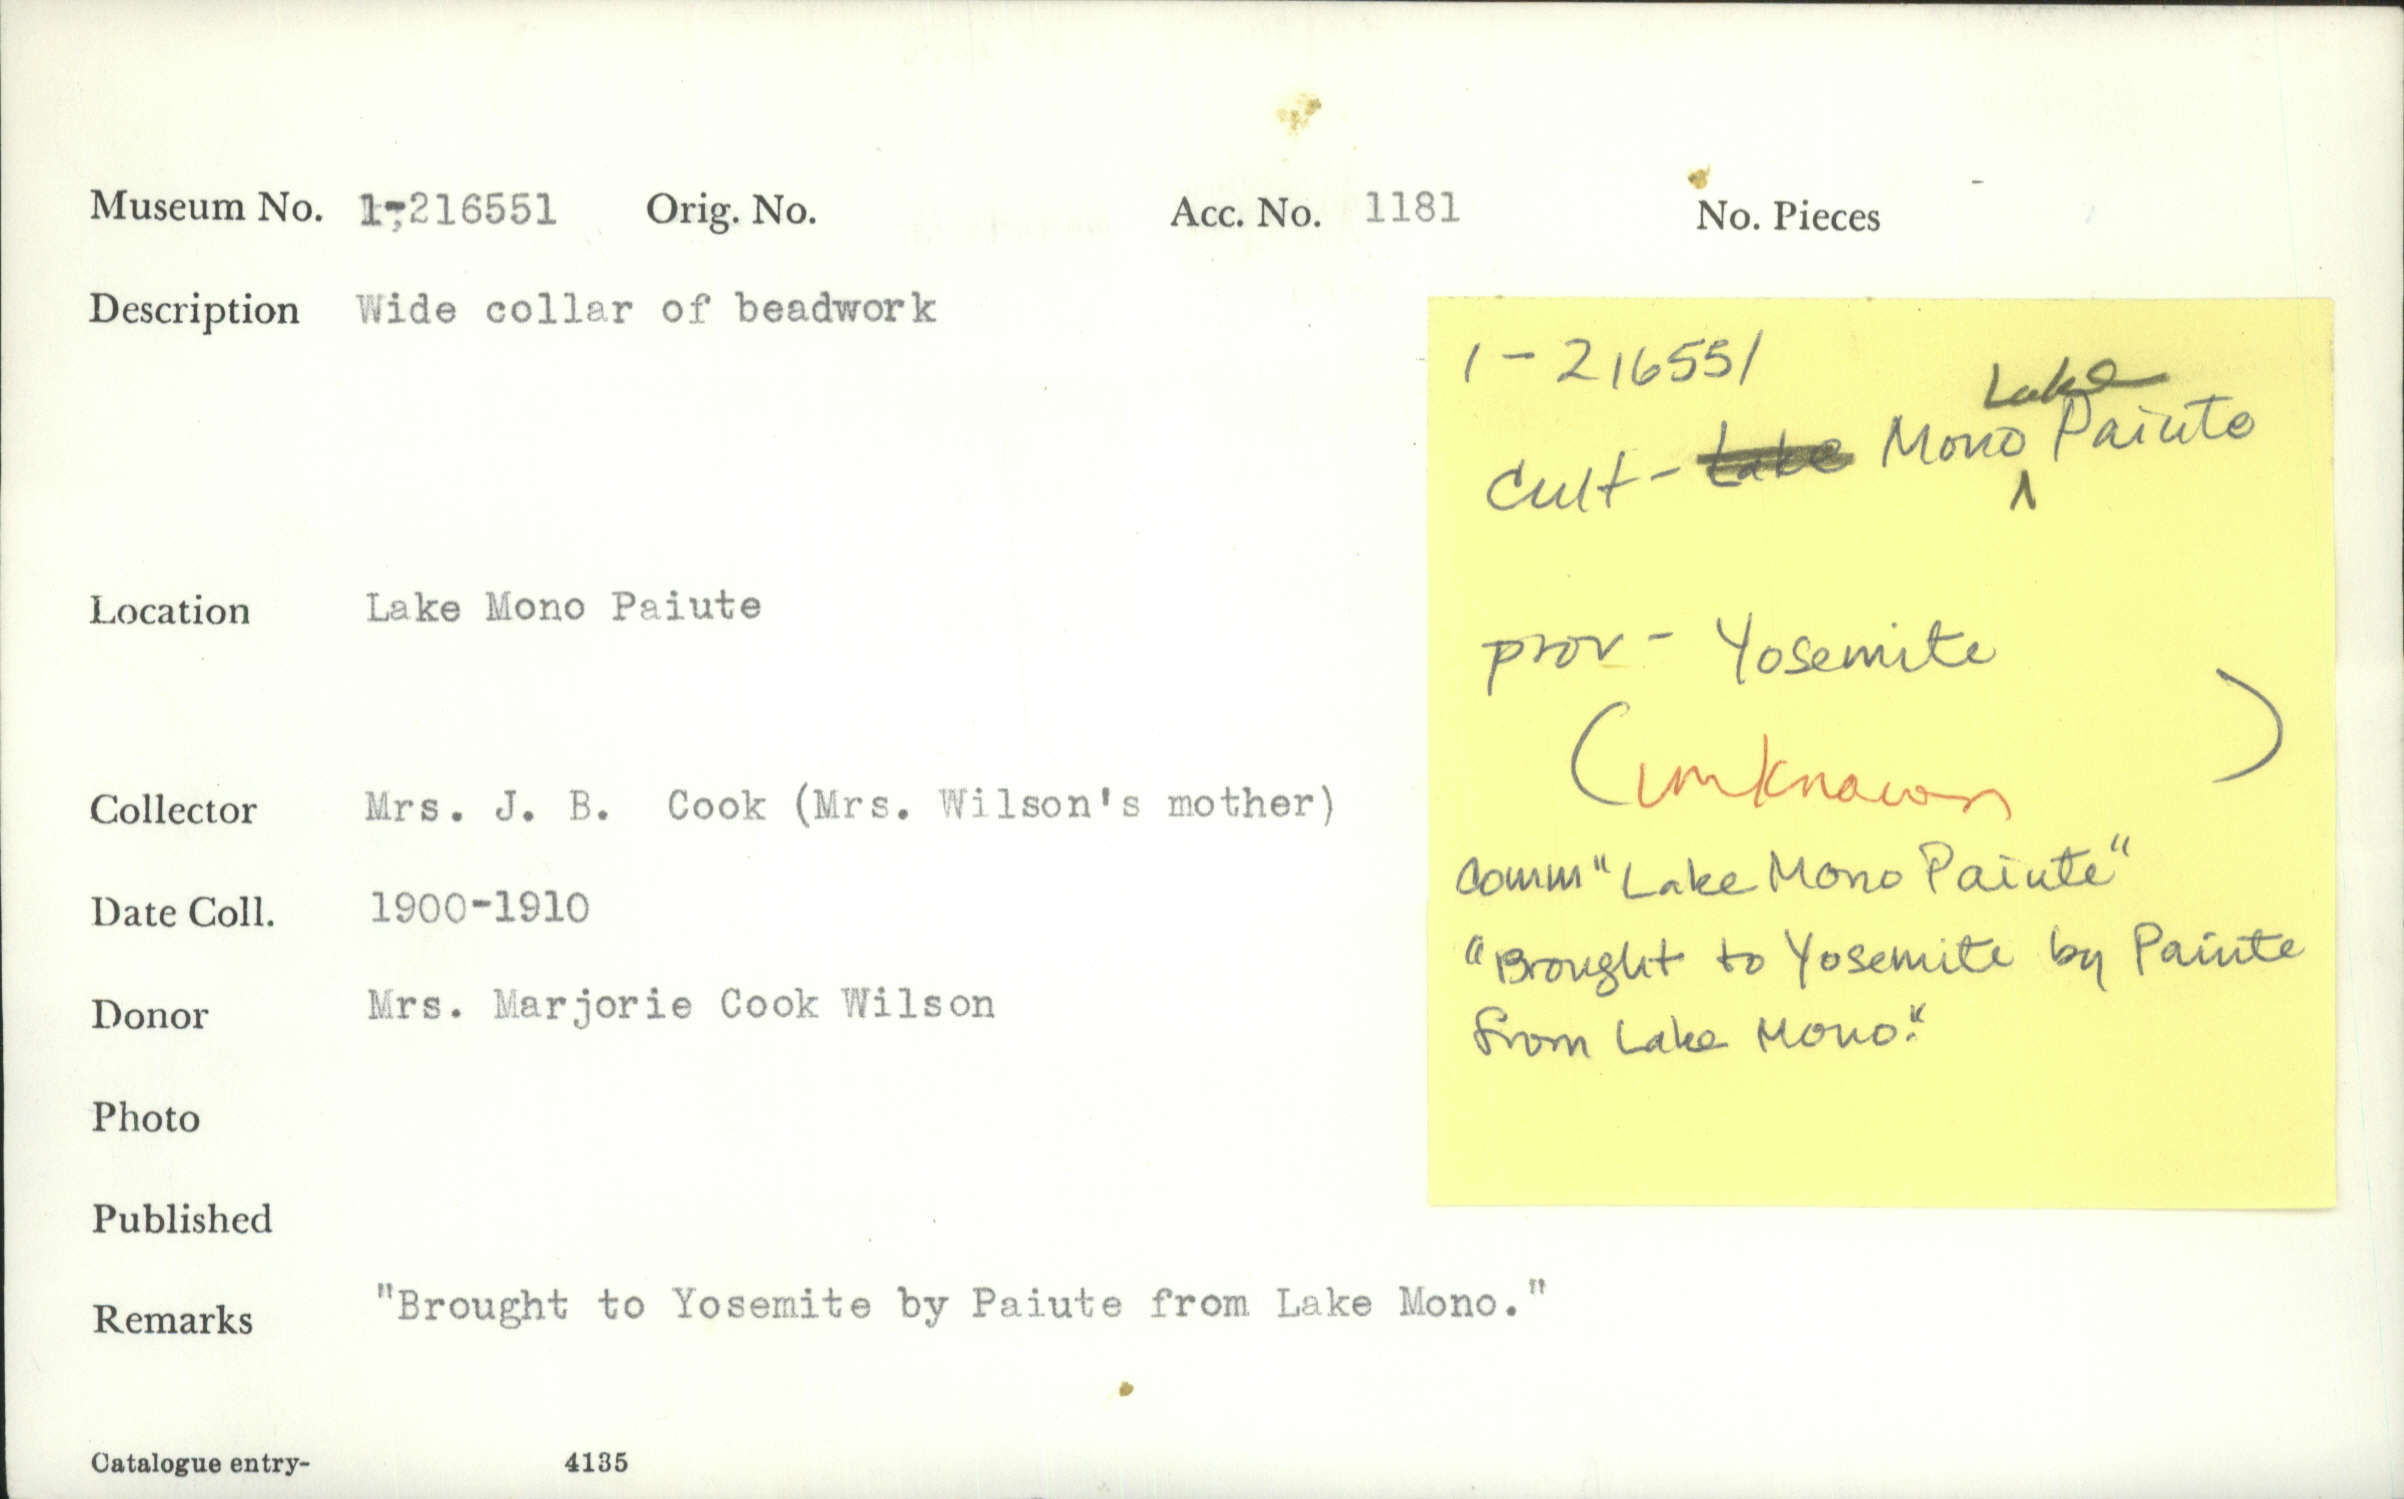 Museum No. 1-216551 Orig. No. Acc. No. 1181 No. Pieces
Description Wide collar of beadwork
Location Lake Mono Paiute
Collector Mrs. J. B. Cook (Mrs. Wilson's mother)
Date Coll. 1900-1910
Donor Mrs. Marjorie Cook Wilson
Photo
Published
Remarks "Brought to Yosemite by Paiute from Lake Mono."
Catalogue entry- 4135
1-216551
Cult - Lake Mono Lake Paiute
prov - Yosemite
(unknown)
Comm "Lake Mono Paiute"
"Brought to Yosemite by Paiute
from Lake Mono."